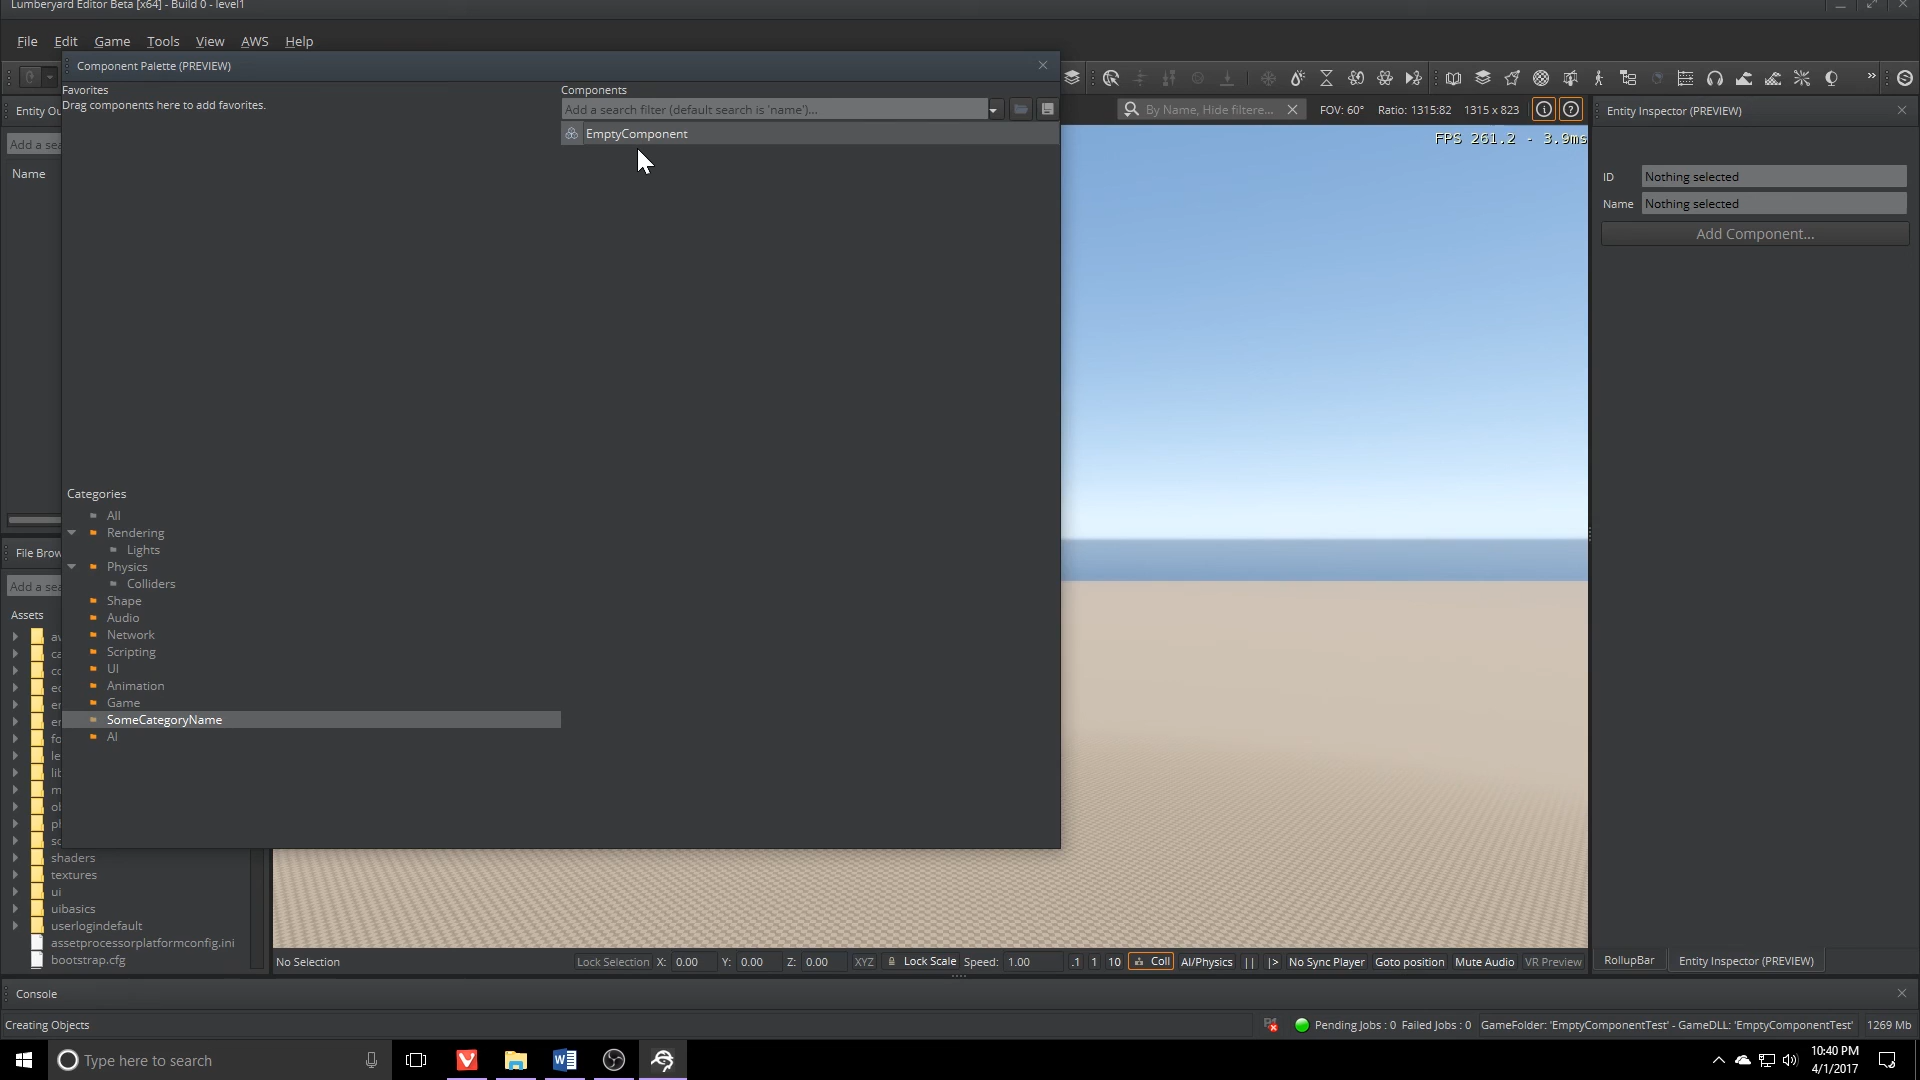 Lumberyard Editor Beta [x64] - Build 0 - level1
File Edit Game Tools View AWS Help
Component Palette (PREVIEW)
Favorites
Drag components here to add favorites.
Components
Add a search filter (default search is 'name')...
EmptyComponent
Entity Ou
Add a sea
Name
By Name, Hide filtere...
FOV: 60° Ratio: 1315:82 1315 x 823
FPS 261.2 - 3.9ms
Entity Inspector (PREVIEW)
ID Nothing selected
Name Nothing selected
Add Component...
Categories
All
Rendering
Lights
Physics
Colliders
Shape
Audio
Network
Scripting
UI
Animation
Game
SomeCategoryName
AI
File Brow
Add a sea
Assets
shaders
textures
ui
uibasics
userlogindefault
assetprocessorplatformconfig.ini
bootstrap.cfg
No Selection Lock Selection X: 0.00 Y: 0.00 Z: 0.00 XYZ Lock Scale Speed: 1.00 .1 1 10 Coll AI/Physics || |> No Sync Player Goto position Mute Audio VR Preview
RollupBar Entity Inspector (PREVIEW)
Console
Creating Objects
Pending Jobs : 0 Failed Jobs : 0 GameFolder: 'EmptyComponentTest' - GameDLL: 'EmptyComponentTest' 1269 Mb
Type here to search
10:40 PM
4/1/2017